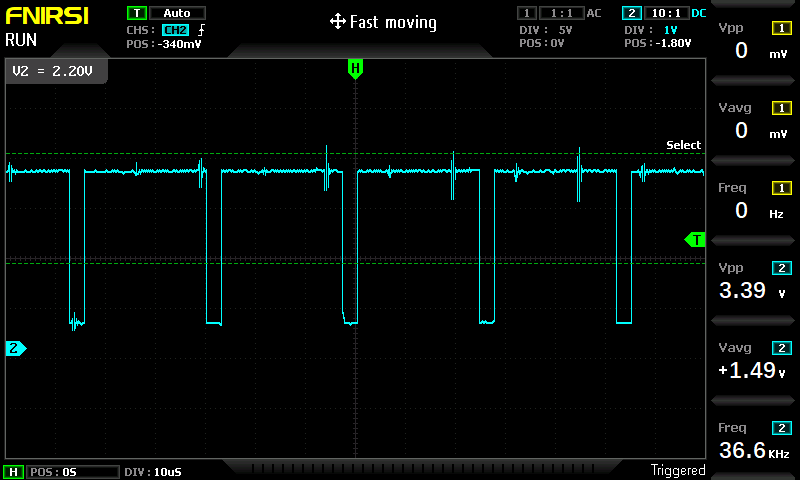 FNIRSI
RUN
T Auto
CHS: CH2
POS:-340mV
Fast moving
1 1:1 AC
DIV: 5V
POS:0V
2 10:1 DC
DIV: 1V
POS:-1.80V
V2 = 2.20V
H
Select
T
2
Vpp 1
0 mV
Vavg 1
0 mV
Freq 1
0 Hz
Vpp 2
3.39 V
Vavg 2
+1.49 V
Freq 2
36.6 KHz
H POS:0S DIV:10uS
Triggered